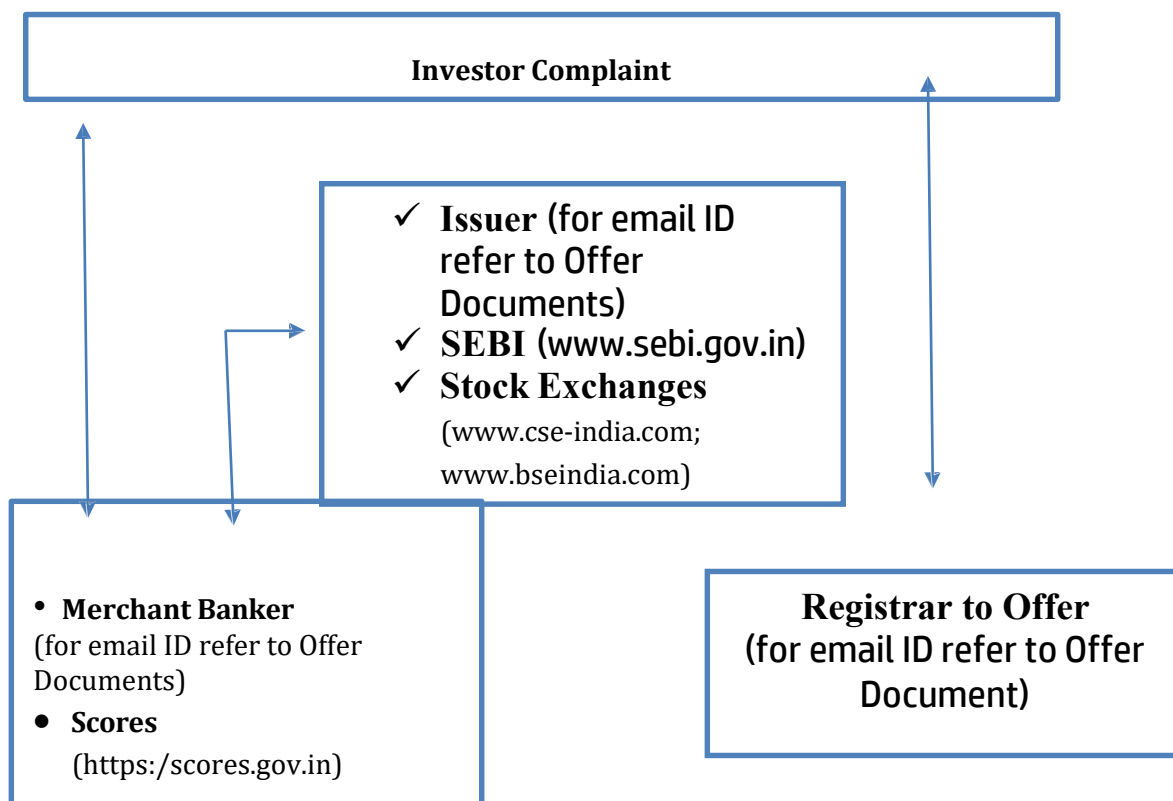 Investor Complaint
✓ Issuer (for email ID
refer to Offer
Documents)
✓ SEBI (www.sebi.gov.in)
✓ Stock Exchanges
(www.cse-india.com;
www.bseindia.com)
• Merchant Banker
(for email ID refer to Offer
Documents)
• Scores
(https:/scores.gov.in)
Registrar to Offer
(for email ID refer to Offer
Document)